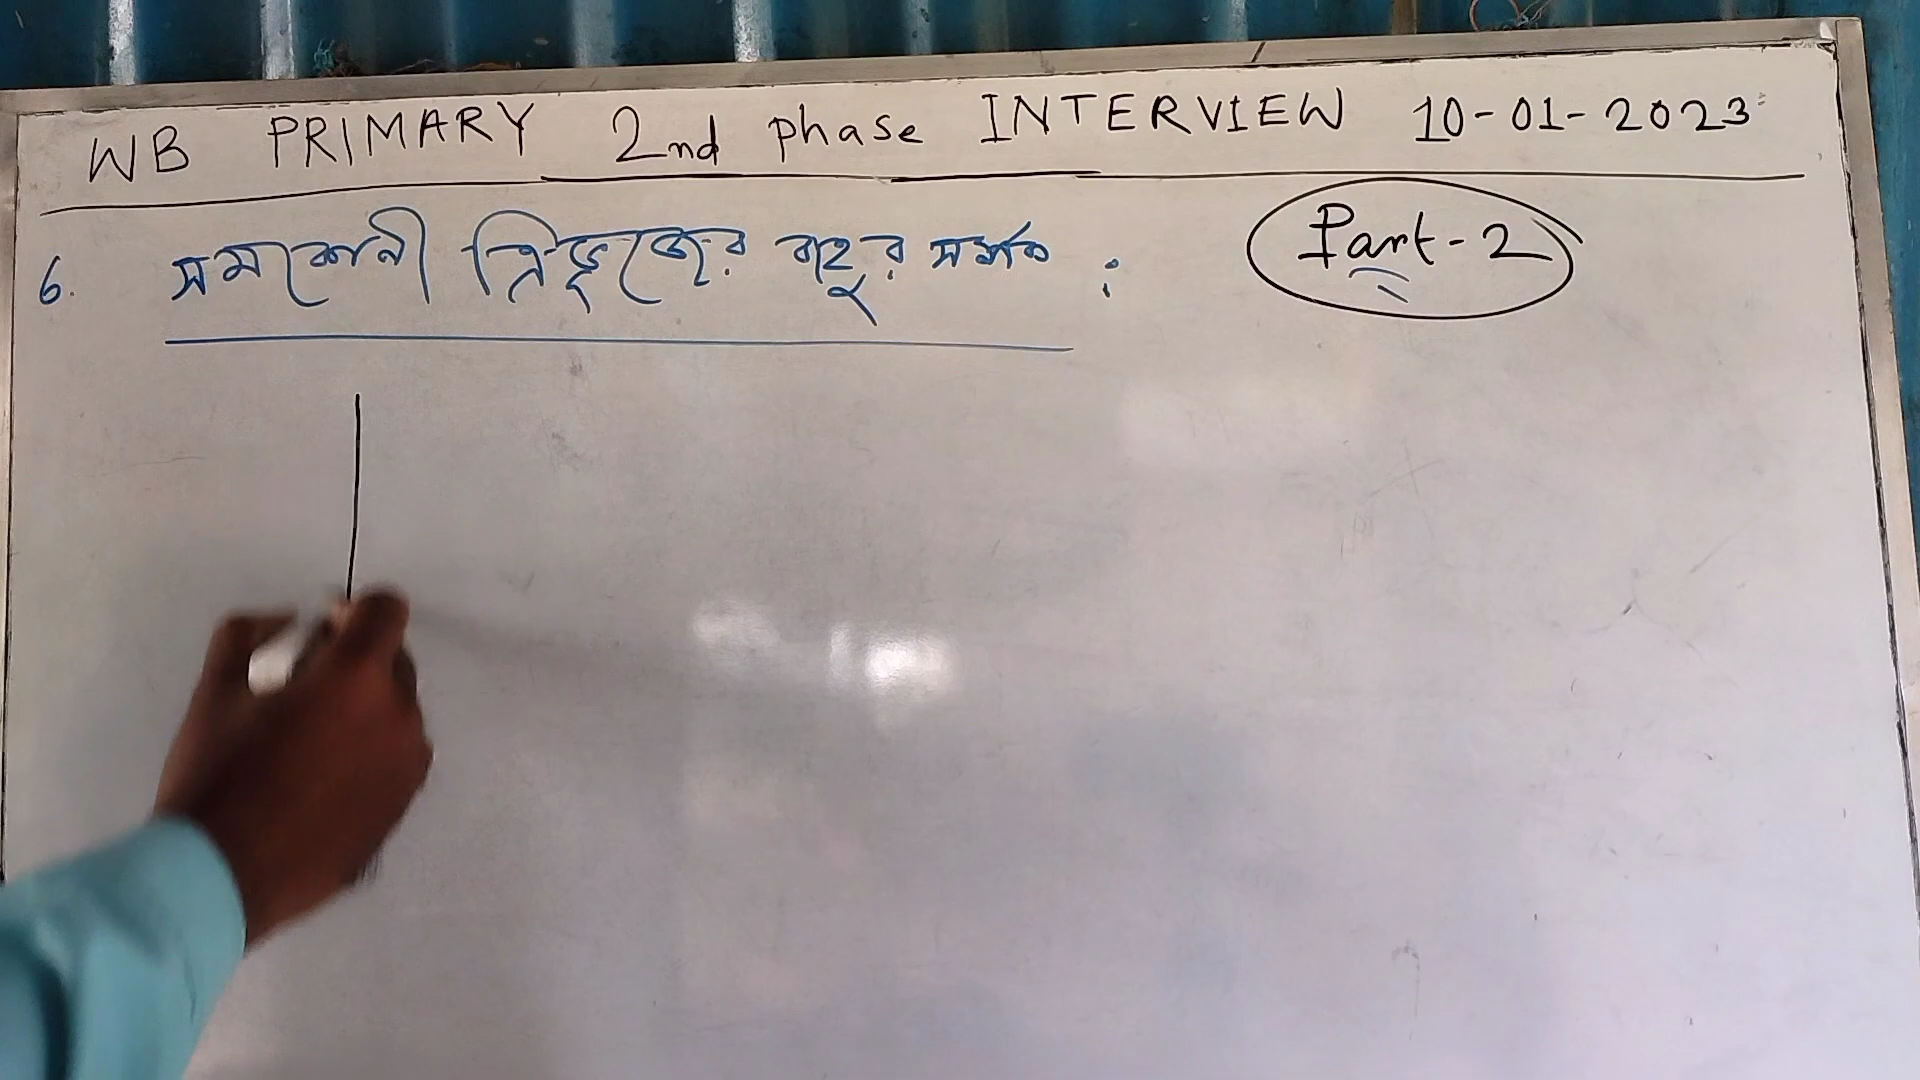 WB PRIMARY 2nd phase INTERVIEW 10-01-2023
6. সমকোনী ত্রিভূজের বাহুর সম্পর্ক :
Part-2